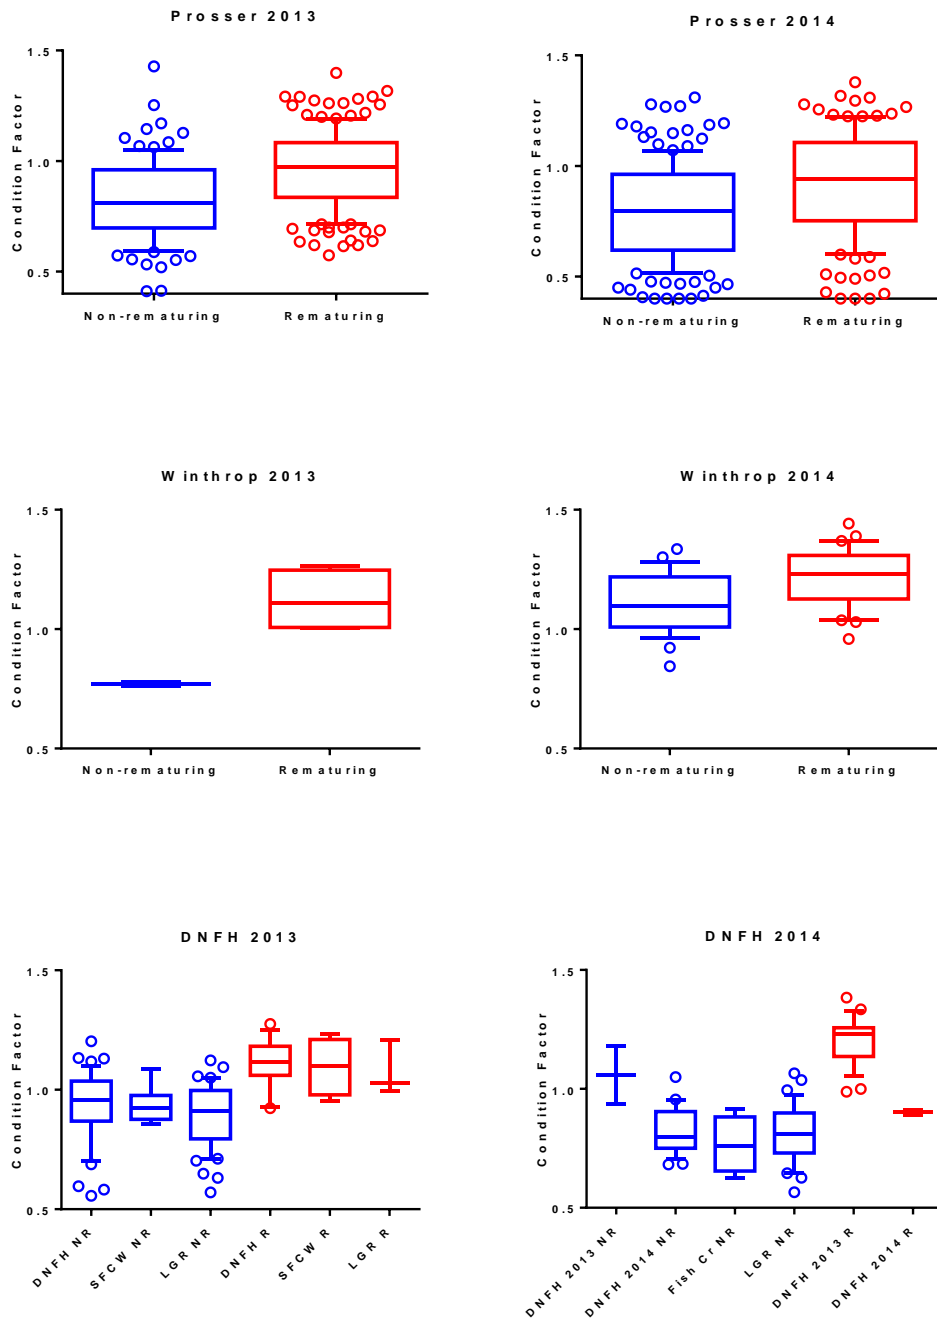 Prosser 2013
Prosser 2014
Condition Factor
1.5
1.0
0.5
Non-rematuring
Rematuring
Condition Factor
1.5
1.0
0.5
Non-rematuring
Rematuring
Winthrop 2013
Winthrop 2014
Condition Factor
1.5
1.0
0.5
Non-rematuring
Rematuring
Condition Factor
1.5
1.0
0.5
Non-rematuring
Rematuring
DNFH 2013
DNFH 2014
Condition Factor
1.5
1.0
0.5
DNFH NR
SFCW NR
LGR NR
DNFH R
SFCW R
LGR R
Condition Factor
1.5
1.0
0.5
DNFH 2013 NR
DNFH 2014 NR
Fish Cr NR
LGR NR
DNFH 2013 R
DNFH 2014 R